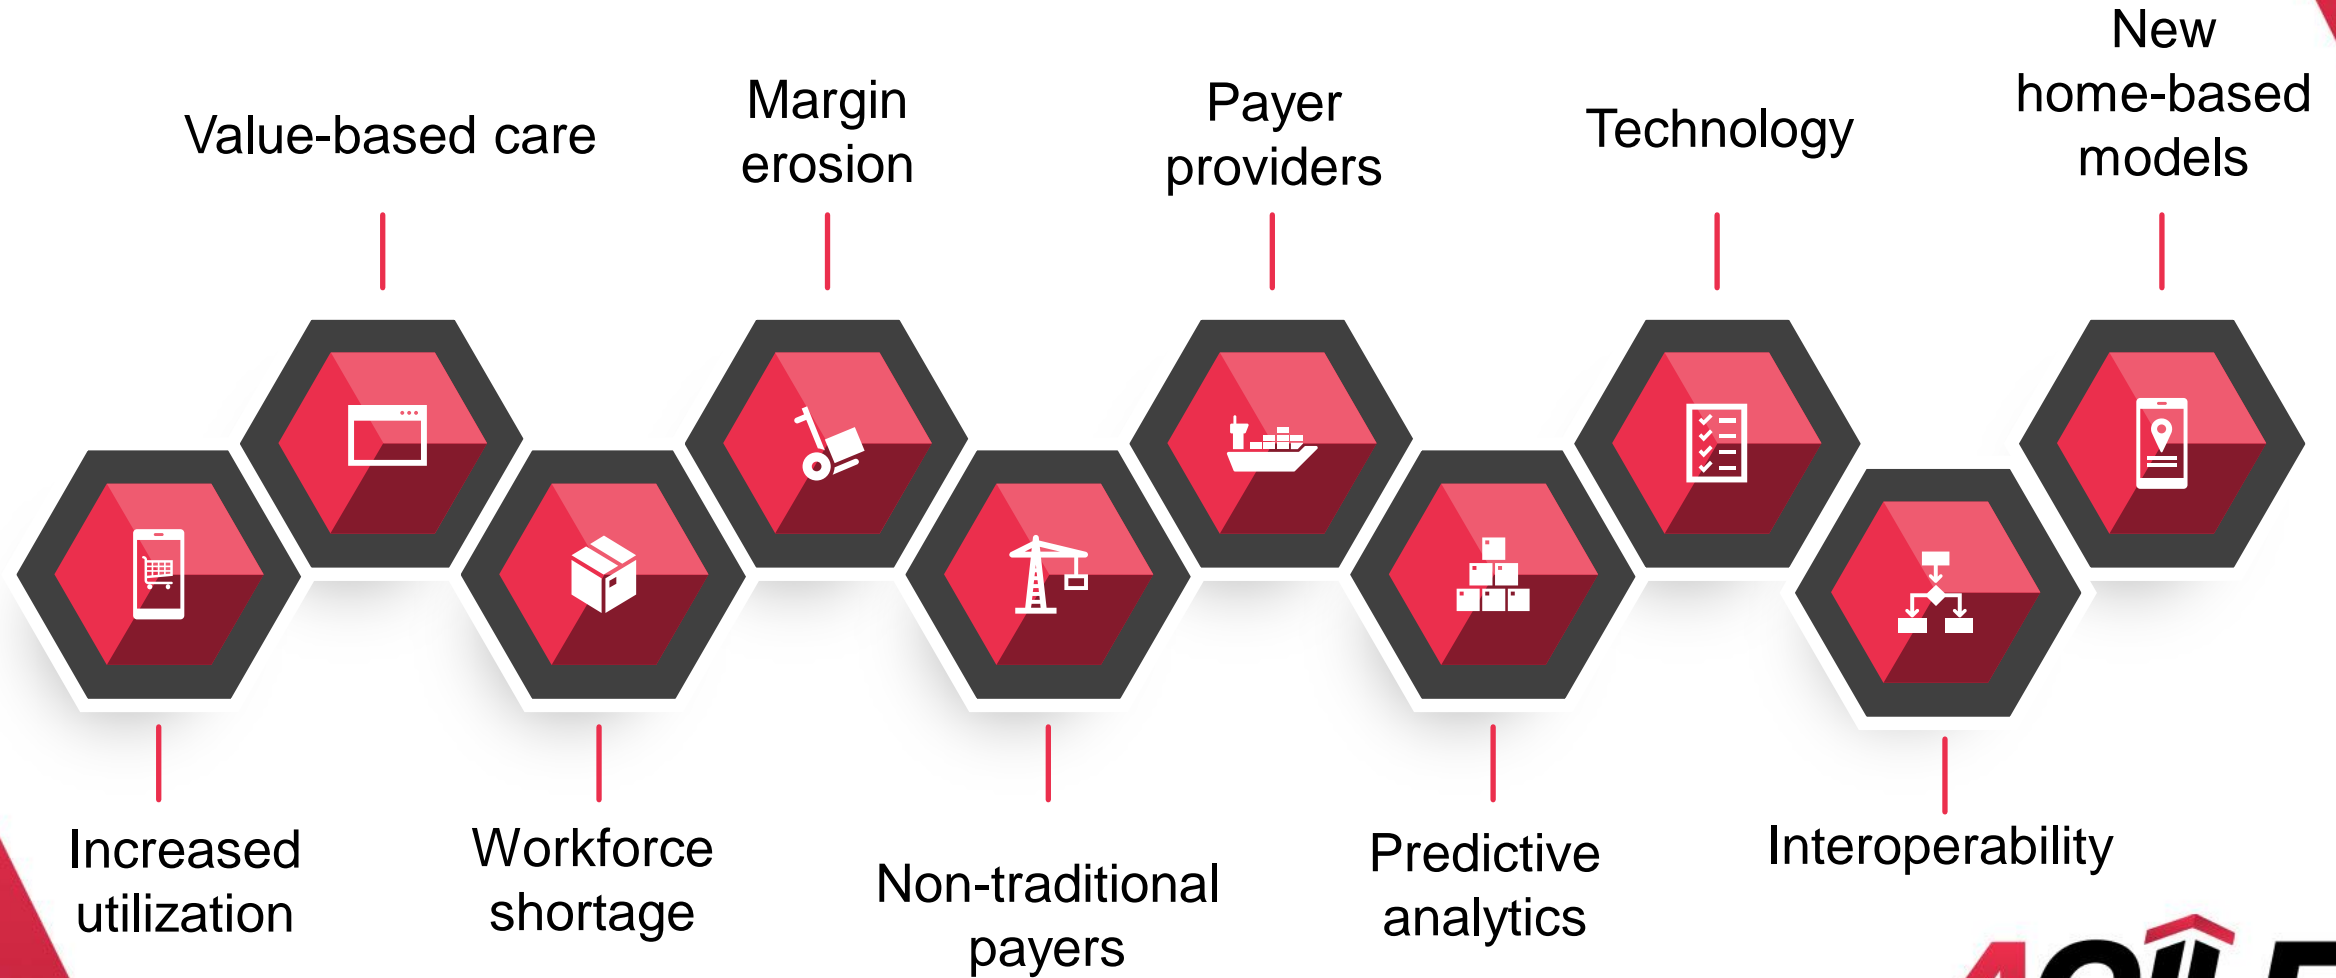 Value-based care
Margin
erosion
Payer
providers
Technology
New
home-based
models
Increased
utilization
Workforce
shortage
Non-traditional
payers
Predictive
analytics
Interoperability